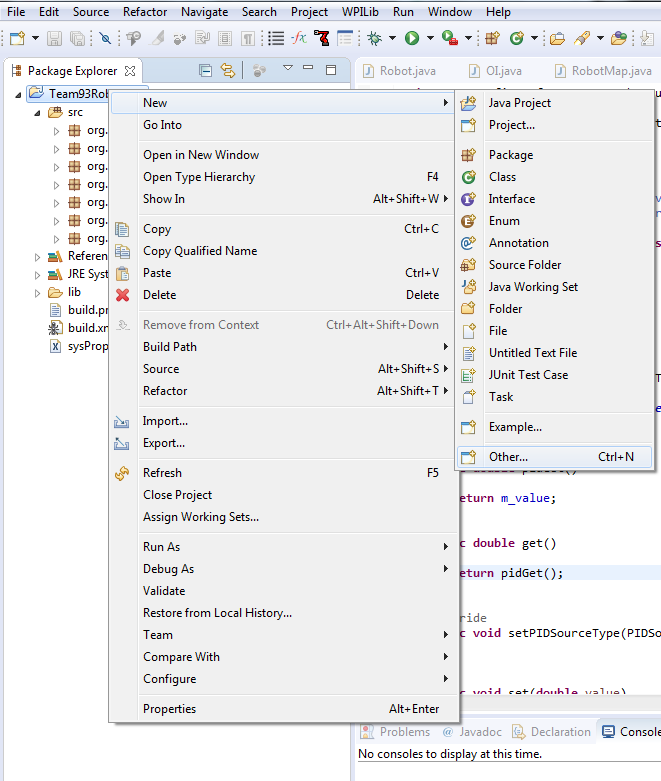 File Edit Source Refactor Navigate Search Project WPILib Run Window Help
Package Explorer
Robot.java OI.java RobotMap.java
Team93Ro
New
Go Into
Open in New Window
Open Type Hierarchy F4
Show In Alt+Shift+W
Copy Ctrl+C
Copy Qualified Name
Paste Ctrl+V
Delete Delete
Remove from Context Ctrl+Alt+Shift+Down
Build Path
Source Alt+Shift+S
Refactor Alt+Shift+T
Import...
Export...
Refresh F5
Close Project
Assign Working Sets...
Run As
Debug As
Validate
Restore from Local History...
Team
Compare With
Configure
Properties Alt+Enter
Java Project
Project...
Package
Class
Interface
Enum
Annotation
Source Folder
Java Working Set
Folder
File
Untitled Text File
JUnit Test Case
Task
Example...
Other... Ctrl+N
src
org.
org.
org.
org.
org.
org.
org.
Referen
JRE Syst
lib
build.pr
build.xn
sysProp
eturn m_value;
c double get()
eturn pidGet();
ride
c void setPIDSourceType(PIDSo
c void set(double value)
Problems @ Javadoc Declaration Console
No consoles to display at this time.